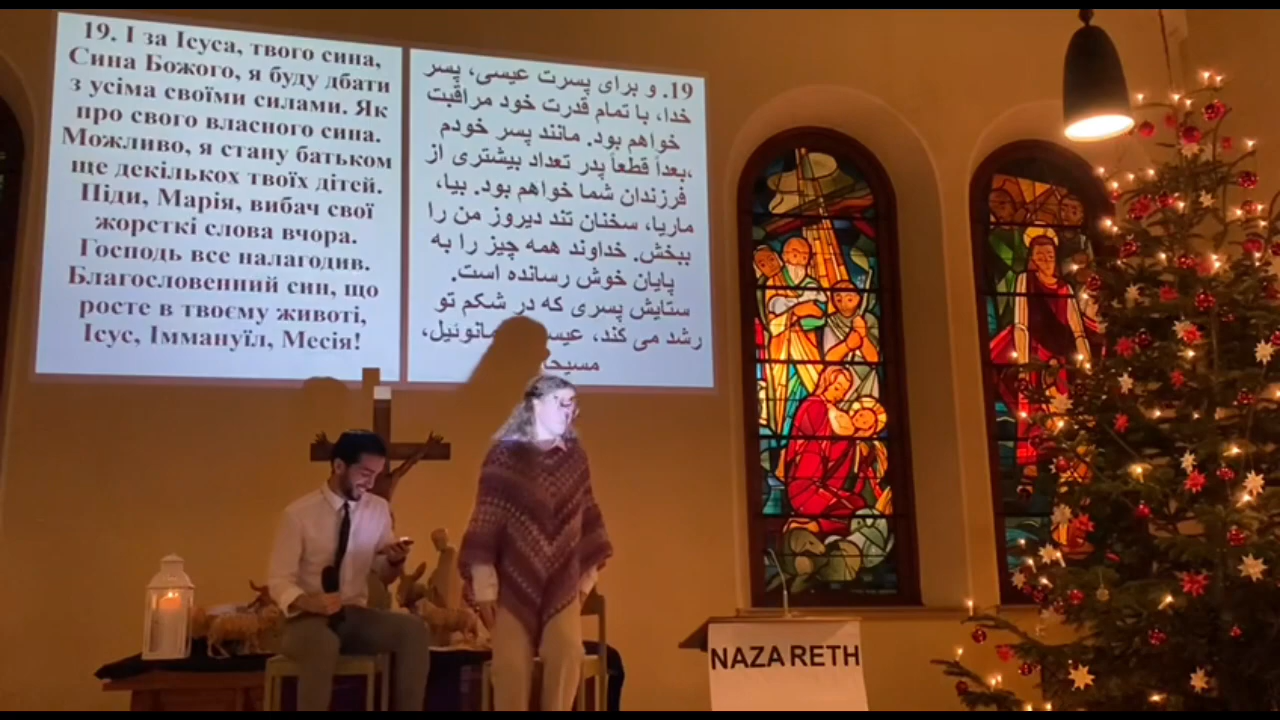 19. І за Ісуса, твого сина,
Сина Божого, я буду дбати
з усіма своїми силами. Як
про свого власного сина.
Можливо, я стану батьком
ще декількох твоїх дітей.
Піди, Марія, вибач свої
жорсткі слова вчора.
Господь все налагодив.
Благословенний син, що
росте в твоєму животі,
Ісус, Іммануїл, Месія!
19. و برای پسرت عیسی، پسر
خدا، با تمام قدرت خود مراقبت
خواهم بود. مانند پسر خودم
،بعداً قطعاً پدر تعداد بیشتری از
فرزندان شما خواهم بود. بیا،
ماریا، سخنان تند دیروز من را
ببخش. خداوند همه چیز را به
پایان خوش رسانده است.
ستایش پسری که در شکم تو
رشد می کند،
NAZARETH